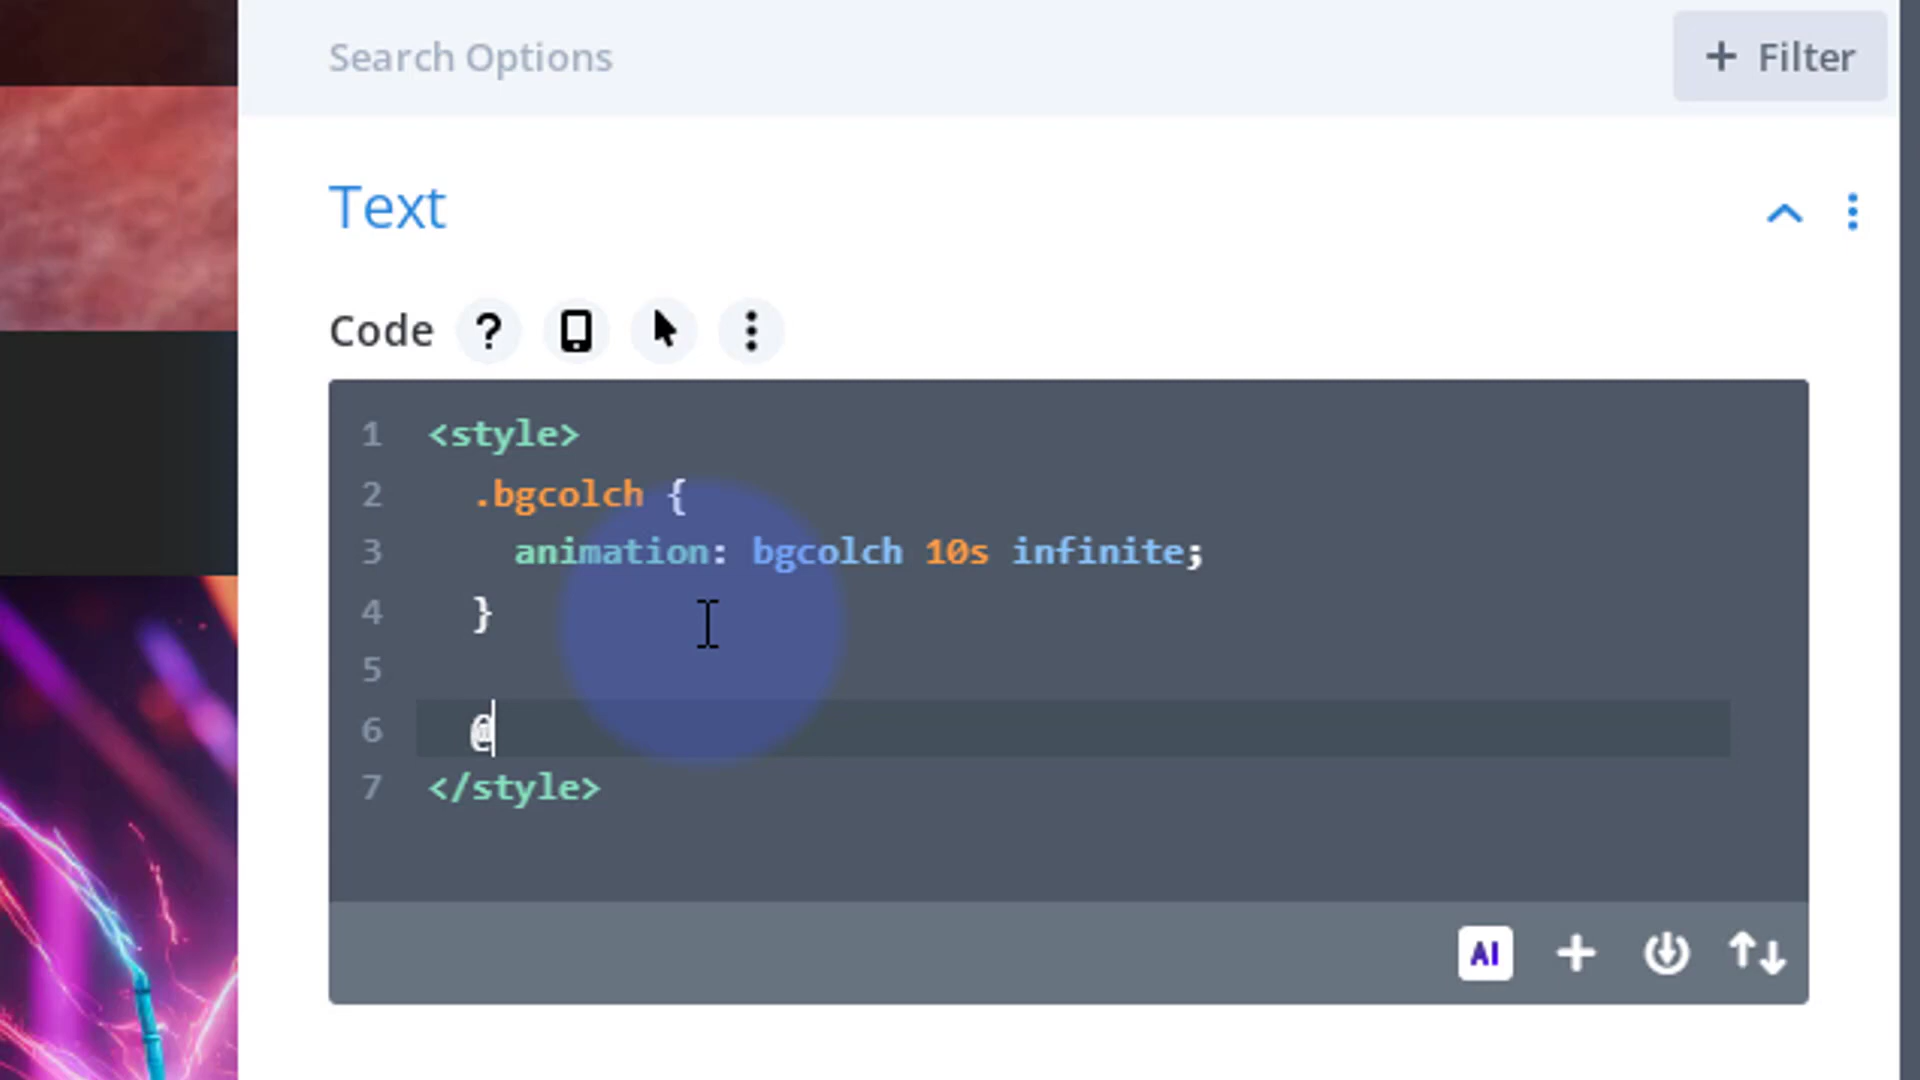 Search Options
+ Filter
Text
Code ?
1 <style>
2 .bgcolch {
3 animation: bgcolch 10s infinite;
4 }
5
6 @
7 </style>
AI